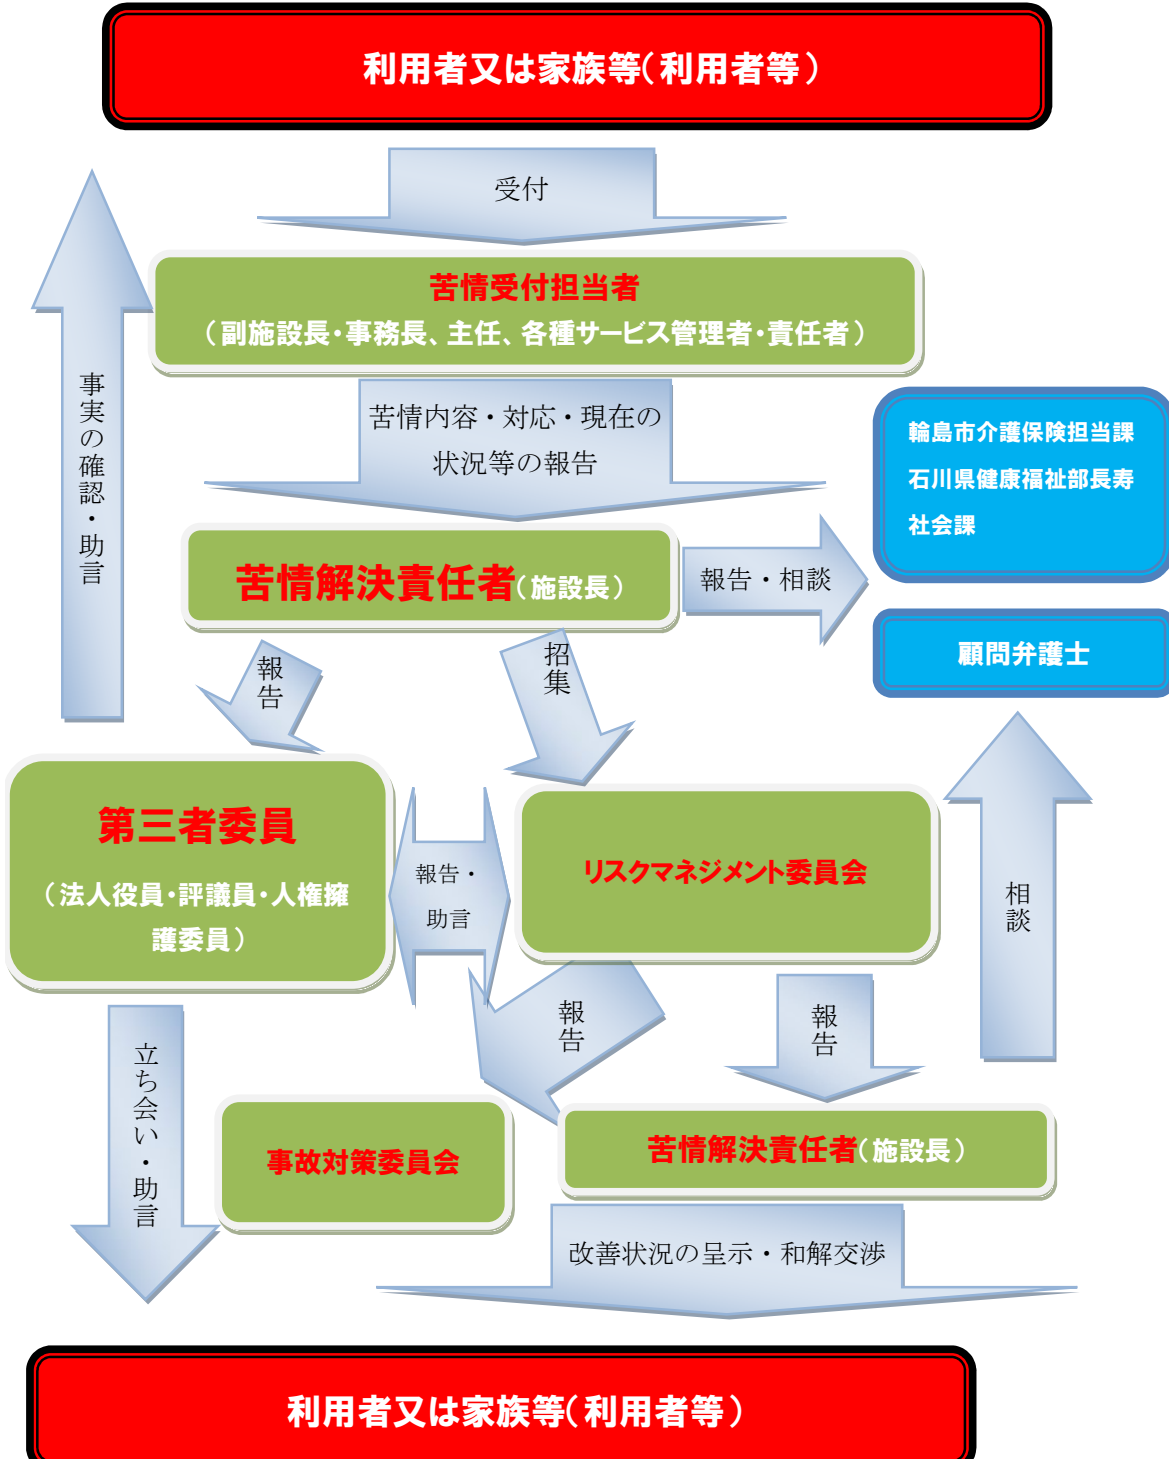 利用者又は家族等(利用者等)
受付
苦情受付担当者
(副施設長・事務長、主任、各種サービス管理者・責任者)
事実の確認・助言
苦情内容・対応・現在の
状況等の報告
輪島市介護保険担当課
石川県健康福祉部長寿
社会課
苦情解決責任者(施設長)
報告・相談
顧問弁護士
報告
招集
第三者委員
(法人役員・評議員・人権擁
護委員)
報告・
助言
リスクマネジメント委員会
相談
報告
報告
立ち会い・助言
事故対策委員会
苦情解決責任者(施設長)
改善状況の呈示・和解交渉
利用者又は家族等(利用者等)